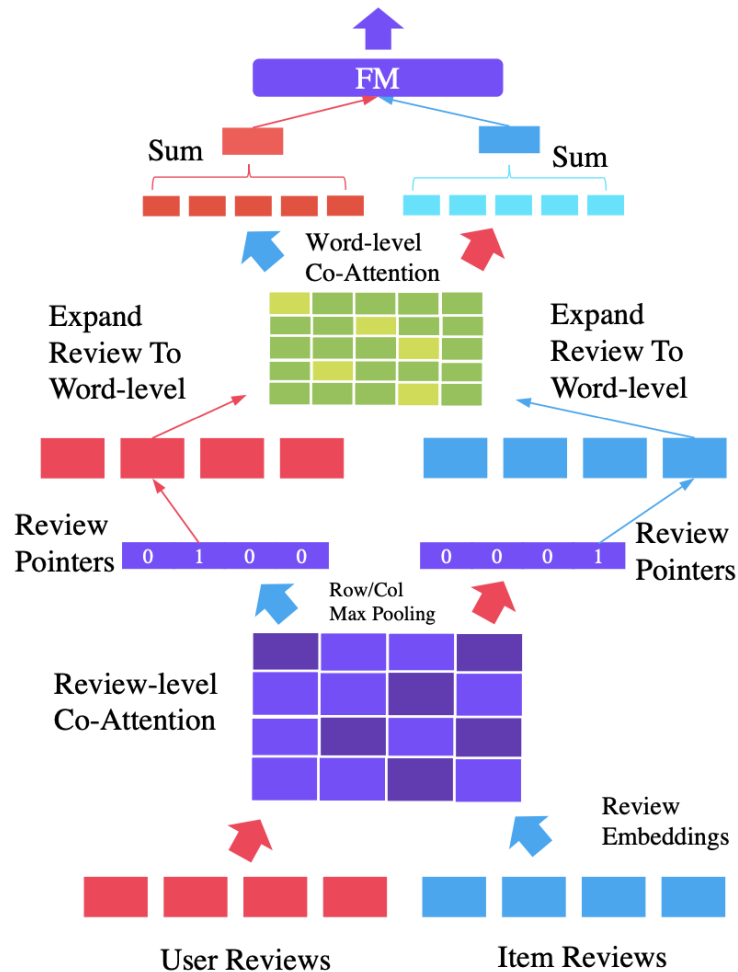 FM
Sum
Sum
Word-level
Co-Attention
Expand
Review To
Word-level
Expand
Review To
Word-level
Review
Pointers
0 1 0 0
0 0 0 1
Review
Pointers
Row/Col
Max Pooling
Review-level
Co-Attention
Review
Embeddings
User Reviews
Item Reviews